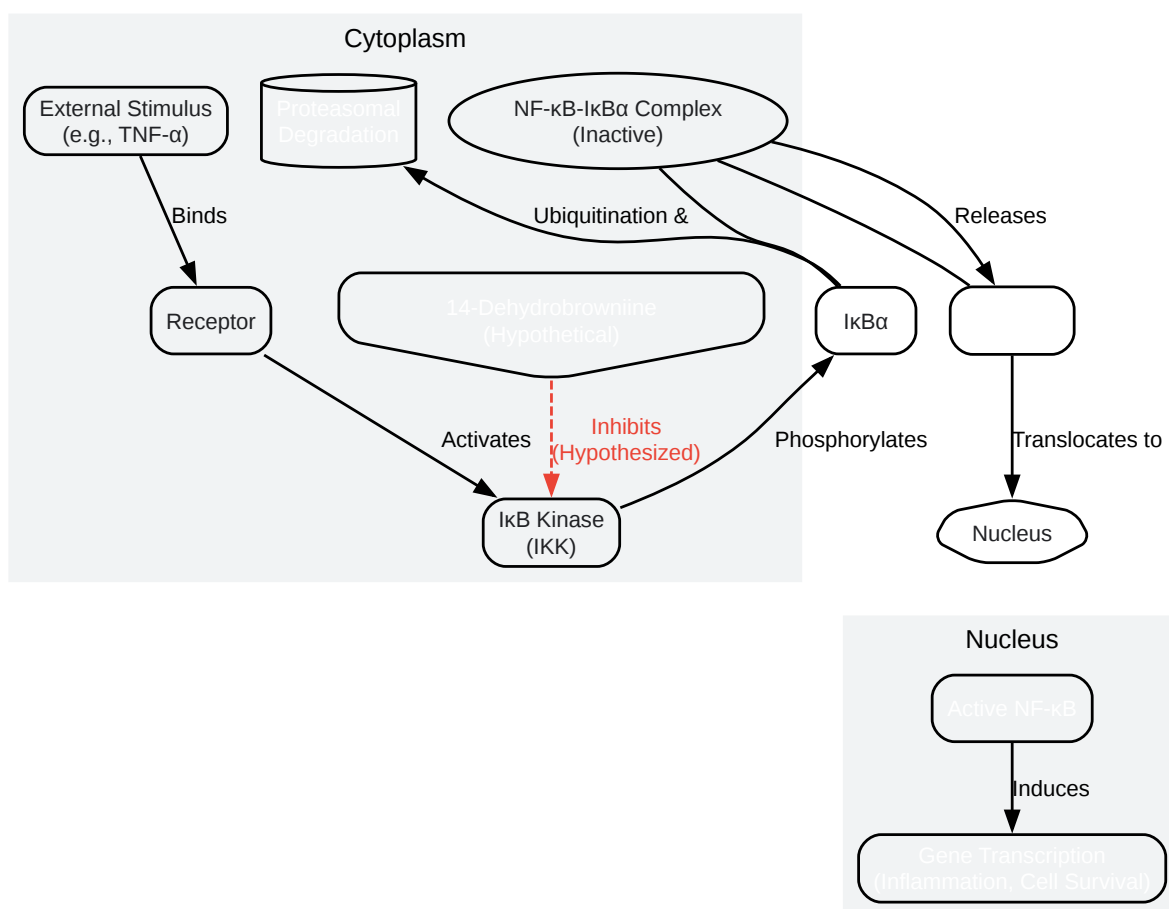 Cytoplasm
External Stimulus
(e.g., TNF-α)
Proteasomal
Degradation
NF-κB-IκBα Complex
(Inactive)
Binds
Ubiquitination &
Releases
Receptor
14-Dehydrobrowniine
(Hypothetical)
IκBα
Activates
Inhibits
(Hypothesized)
Phosphorylates
Translocates to
IκB Kinase
(IKK)
Nucleus
Nucleus
Active NF-κB
Induces
Gene Transcription
(Inflammation, Cell Survival)